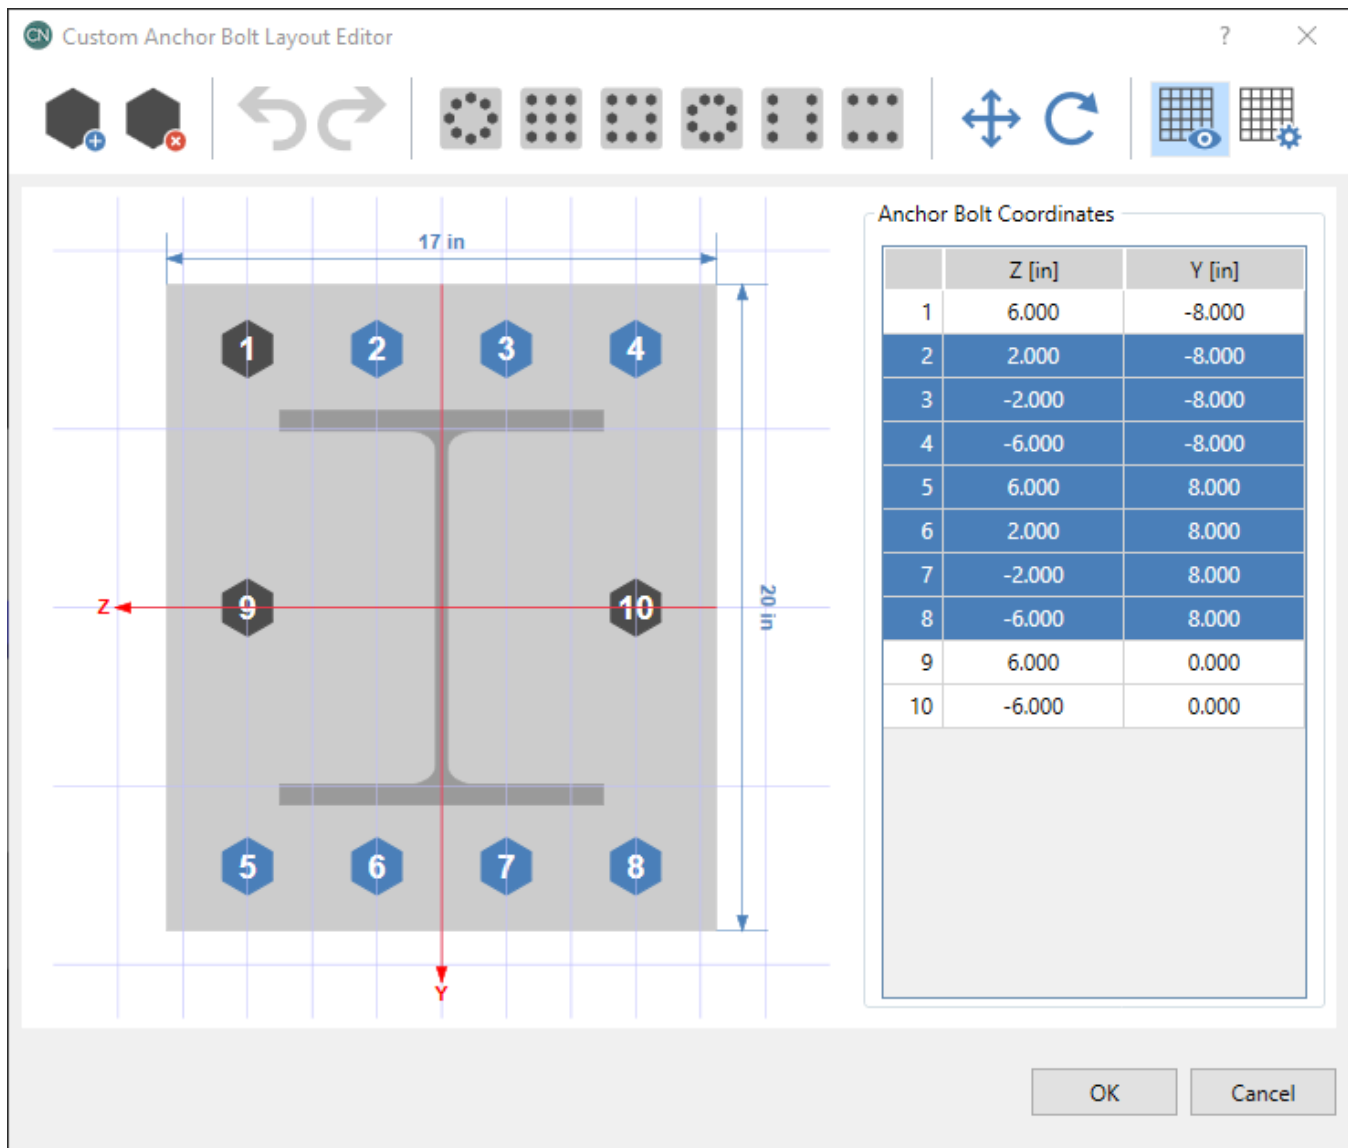 CN Custom Anchor Bolt Layout Editor ?
17 in
1 2 3 4
Z 9 10
20 in
5 6 7 8
Y
Anchor Bolt Coordinates
Z [in] Y [in]
1 6.000 -8.000
2 2.000 -8.000
3 -2.000 -8.000
4 -6.000 -8.000
5 6.000 8.000
6 2.000 8.000
7 -2.000 8.000
8 -6.000 8.000
9 6.000 0.000
10 -6.000 0.000
OK Cancel